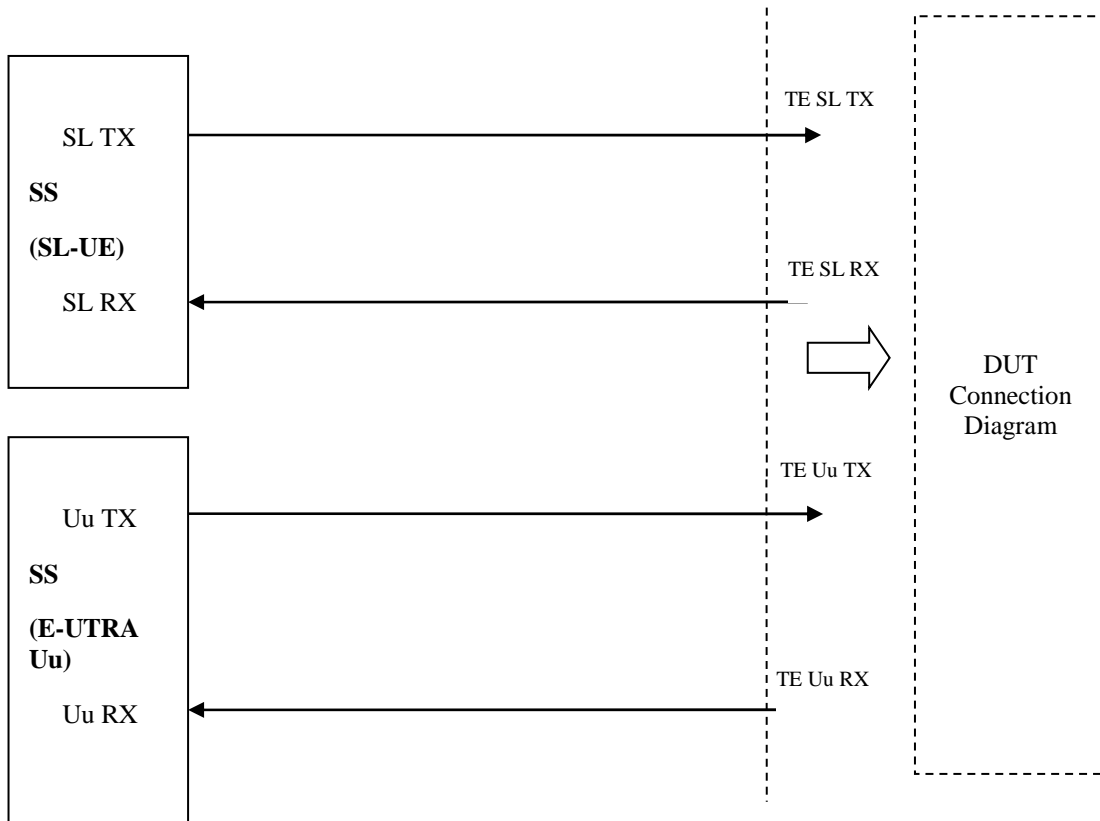 SL TX
SS
(SL-UE)
SL RX
TE SL TX
TE SL RX
DUT
Connection
Diagram
Uu TX
SS
(E-UTRA
Uu)
Uu RX
TE Uu TX
TE Uu RX